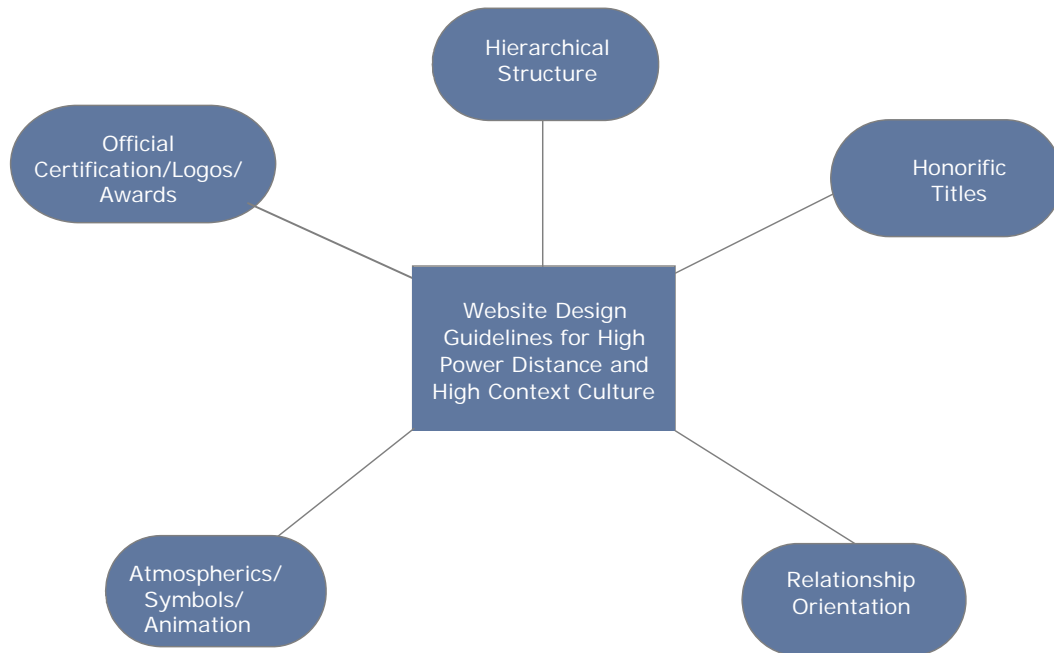 Hierarchical
Structure
Official
Certification/Logos/
Awards
Honorific
Titles
Website Design
Guidelines for High
Power Distance and
High Context Culture
Atmospherics/
Symbols/
Animation
Relationship
Orientation